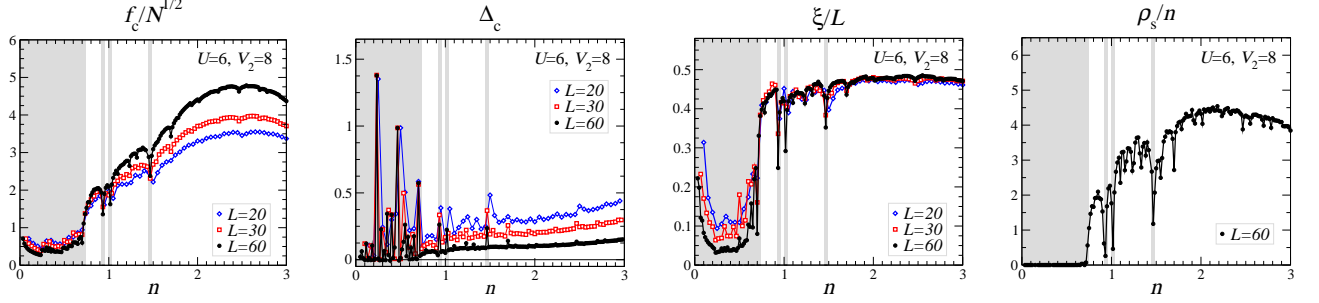 f_c/N^{1/2}
U=6, V_2=8
L=20
L=30
L=60
0 1 2 3 4 5 6
0 1 2 3
n
Δ_c
U=6, V_2=8
L=20
L=30
L=60
0 0.5 1 1.5
0 1 2 3
n
ξ/L
U=6, V_2=8
L=20
L=30
L=60
0 0.1 0.2 0.3 0.4 0.5
0 1 2 3
n
ρ_s/n
U=6, V_2=8
L=60
0 1 2 3 4 5 6
0 1 2 3
n